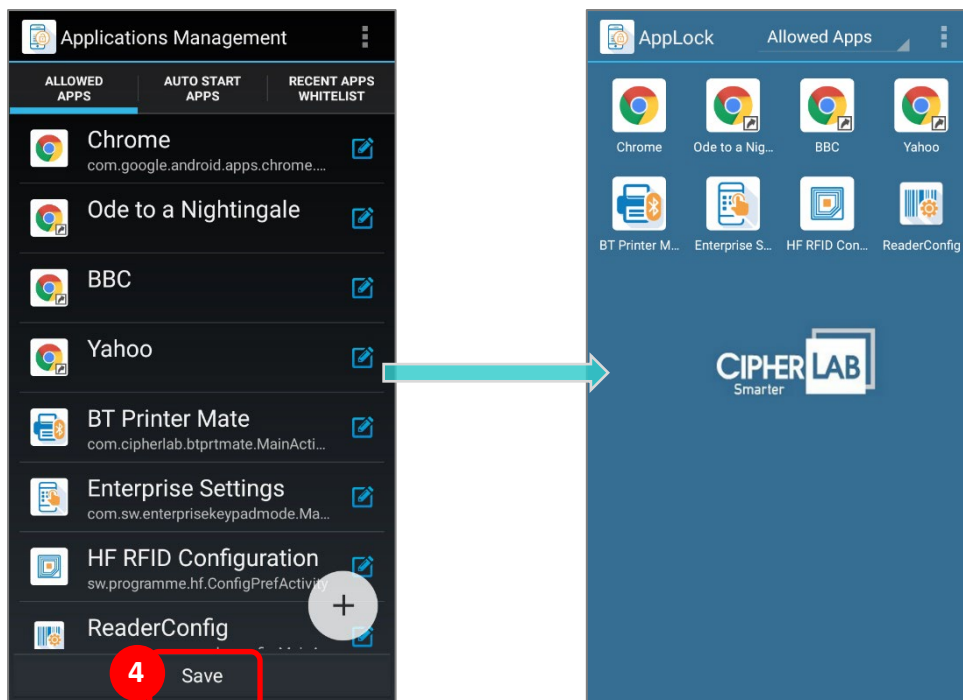 Applications Management
ALLOWED APPS
AUTO START APPS
RECENT APPS WHITELIST
Chrome
com.google.android.apps.chrome....
Ode to a Nightingale
BBC
Yahoo
BT Printer Mate
com.cipherlab.btprtmate.MainActi...
Enterprise Settings
com.sw.enterprisekeypadmode.Ma...
HF RFID Configuration
sw.programme.hf.ConfigPrefActivity
+
ReaderConfig
4
Save
AppLock
Allowed Apps
Chrome
Ode to a Nig...
BBC
Yahoo
BT Printer M...
Enterprise S...
HF RFID Con...
ReaderConfig
CIPHERLAB
Smarter